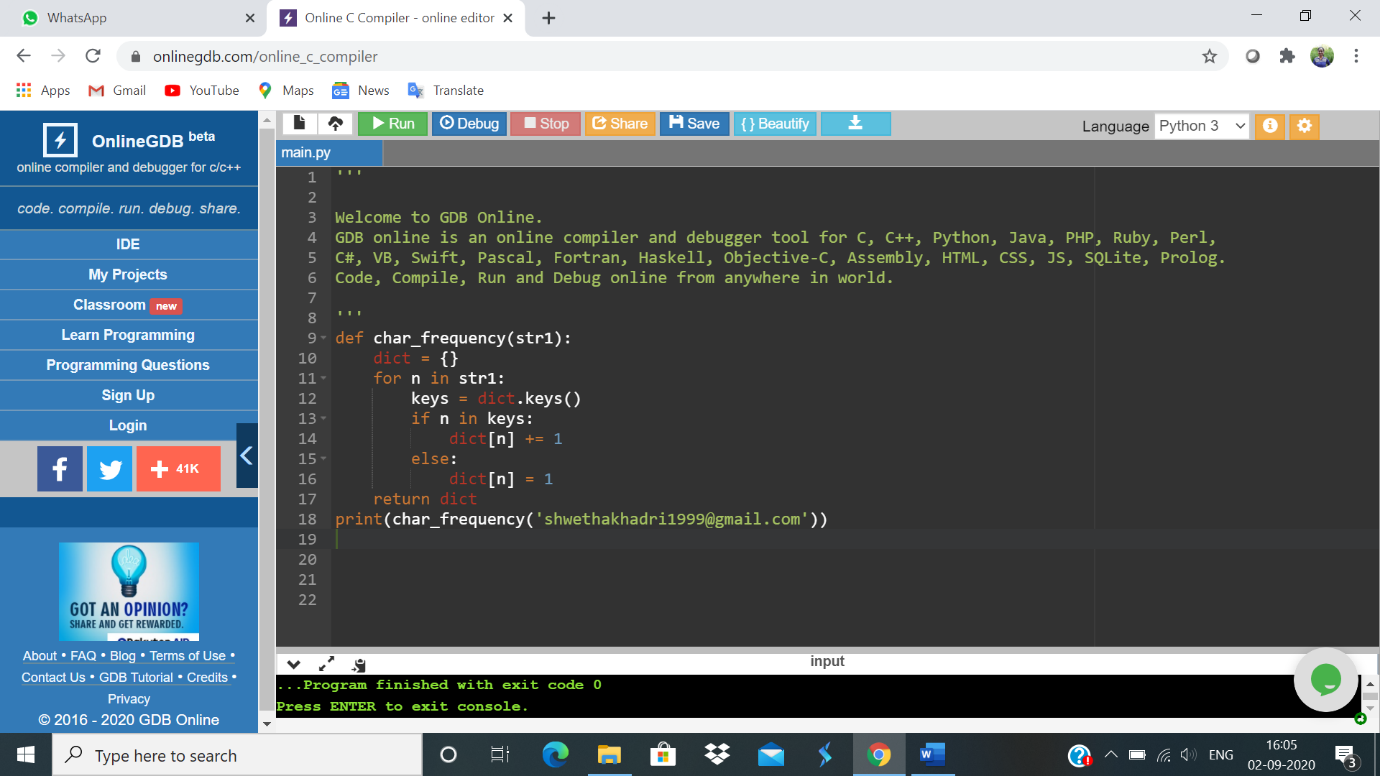 WhatsApp
Online C Compiler - online editor
onlinegdb.com/online_c_compiler
Apps
Gmail
YouTube
Maps
News
Translate
OnlineGDB beta
online compiler and debugger for c/c++
code. compile. run. debug. share.
IDE
My Projects
Classroom new
Learn Programming
Programming Questions
Sign Up
Login
41K
GOT AN OPINION?
SHARE AND GET REWARDED.
About • FAQ • Blog • Terms of Use •
Contact Us • GDB Tutorial • Credits •
Privacy
© 2016 - 2020 GDB Online
Run Debug Stop Share Save { } Beautify
Language Python 3
main.py
1 '''
2
3 Welcome to GDB Online.
4 GDB online is an online compiler and debugger tool for C, C++, Python, Java, PHP, Ruby, Perl,
5 C#, VB, Swift, Pascal, Fortran, Haskell, Objective-C, Assembly, HTML, CSS, JS, SQLite, Prolog.
6 Code, Compile, Run and Debug online from anywhere in world.
7
8 '''
9 def char_frequency(str1):
10     dict = {}
11     for n in str1:
12         keys = dict.keys()
13         if n in keys:
14             dict[n] += 1
15         else:
16             dict[n] = 1
17     return dict
18 print(char_frequency('shwethakhadri1999@gmail.com'))
19
20
21
22
input
...Program finished with exit code 0
Press ENTER to exit console.
Type here to search
ENG
16:05
02-09-2020
3